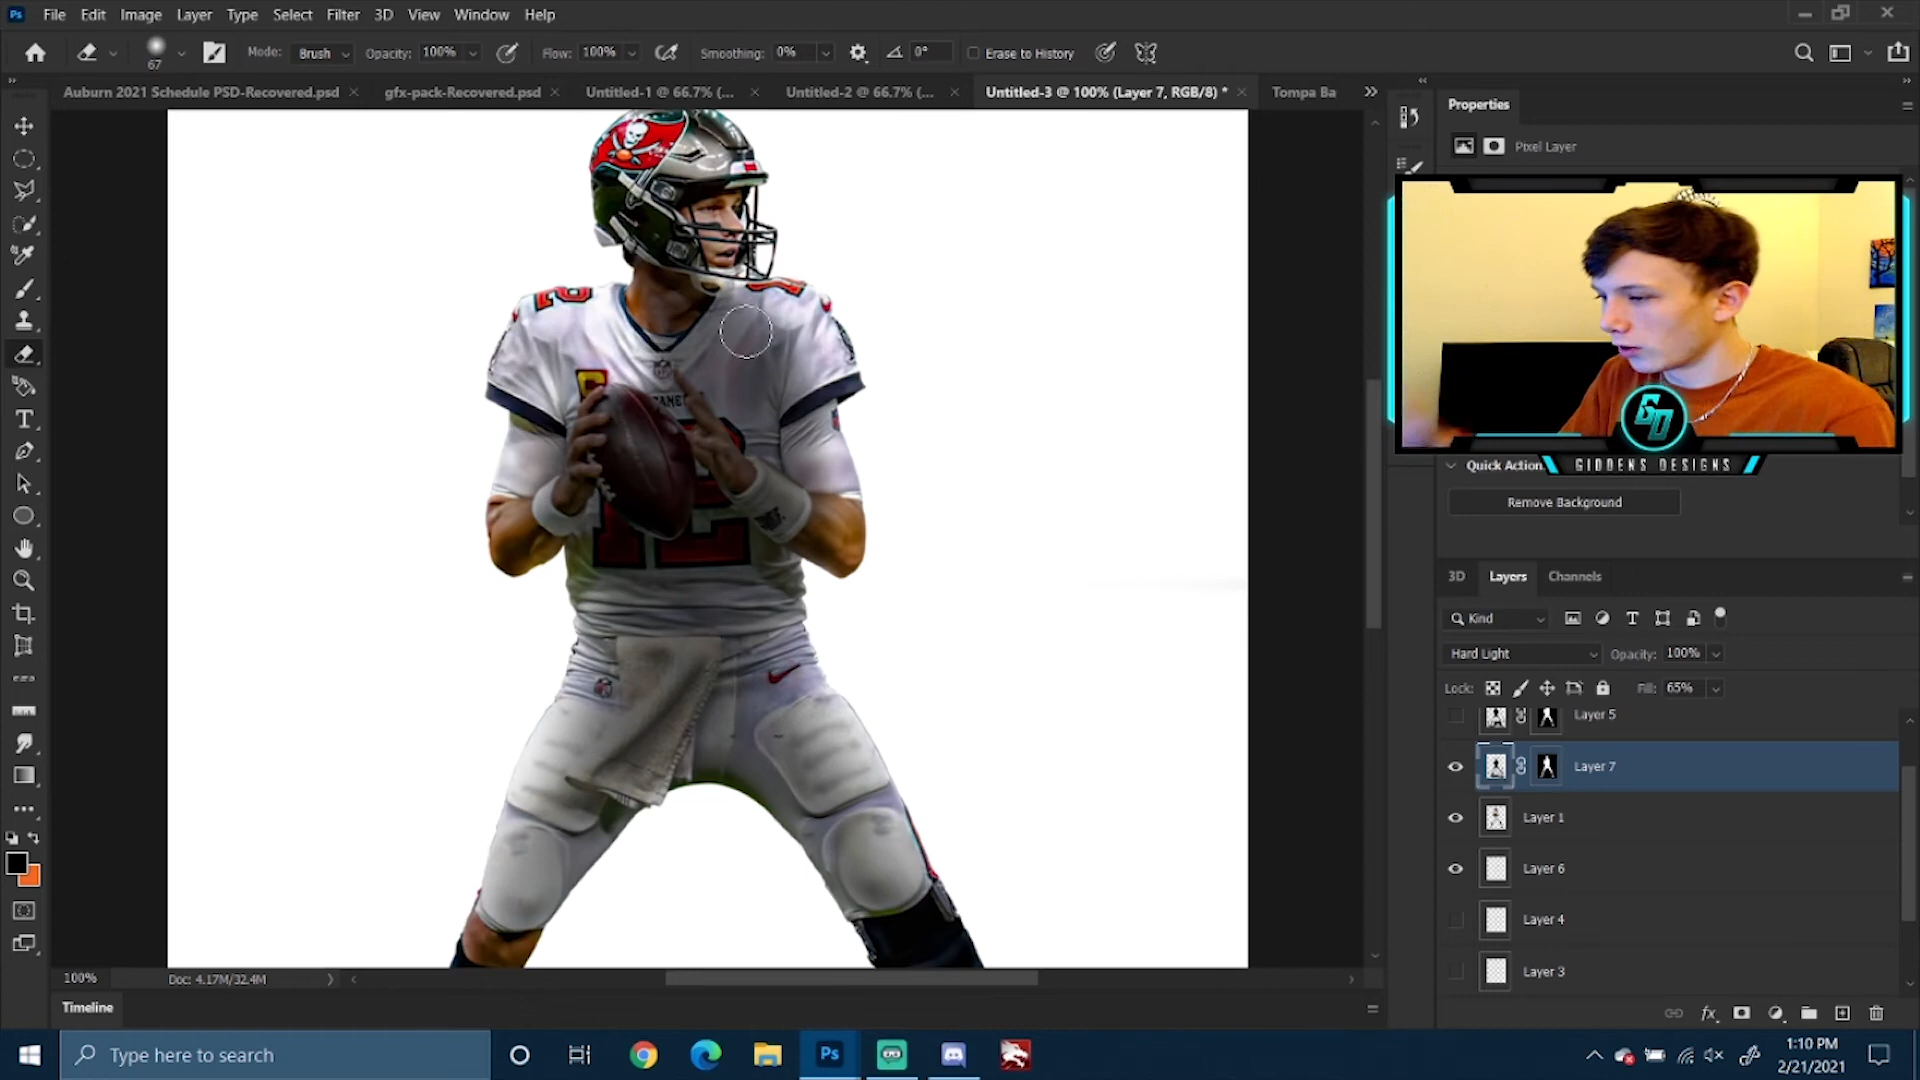 Ps File Edit Image Layer Type Select Filter 3D View Window Help
67 Mode: Brush Opacity: 100% Flow: 100% Smoothing: 0% 0° Erase to History
Auburn 2021 Schedule PSD-Recovered.psd × gfx-pack-Recovered.psd × Untitled-1 @ 66.7% (... × Untitled-2 @ 66.7% (... × Untitled-3 @ 100% (Layer 7, RGB/8) * × Tompa Ba
Properties
Pixel Layer
GD
GIDDENS DESIGNS
Quick Action
Remove Background
3D Layers Channels
Kind
Hard Light Opacity: 100%
Lock: Fill: 65%
Layer 5
Layer 7
Layer 1
Layer 6
Layer 4
Layer 3
12
100% Doc: 4.17M/32.4M
Timeline
Type here to search
Ps
1:10 PM
2/21/2021